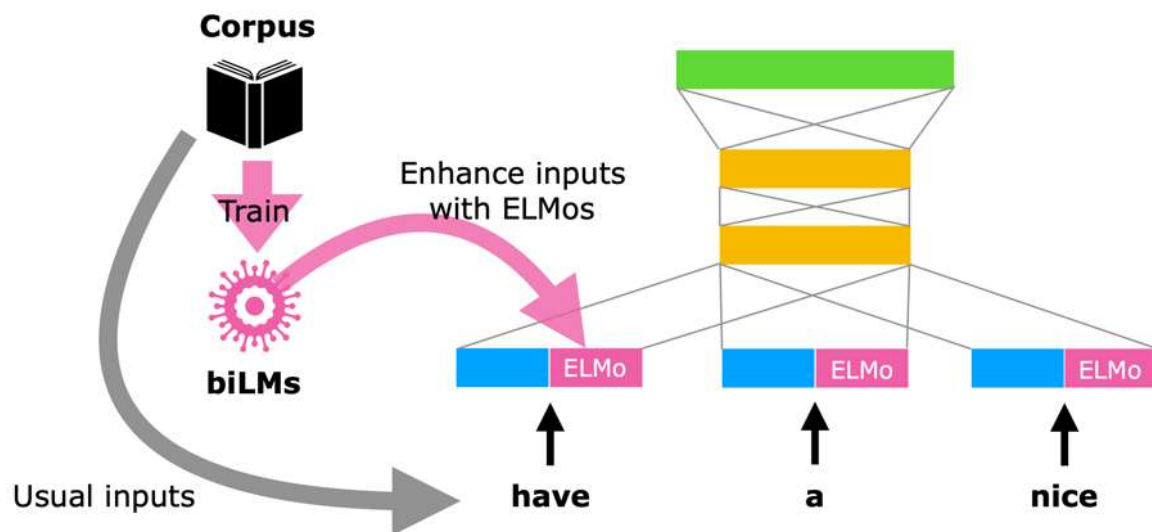 Corpus
Train
Enhance inputs
with ELMos
biLMs
ELMo
ELMo
ELMo
Usual inputs
have
a
nice